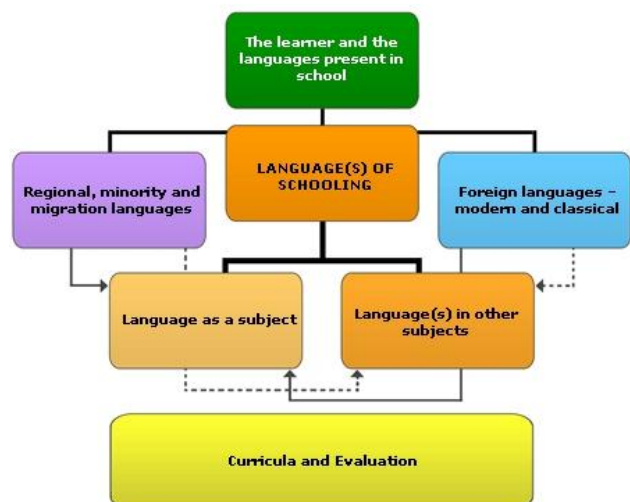 The learner and the
languages present in
school
LANGUAGE(S) OF
SCHOOLING
Regional, minority and
migration languages
Foreign languages –
modern and classical
Language as a subject
Language(s) in other
subjects
Curricula and Evaluation